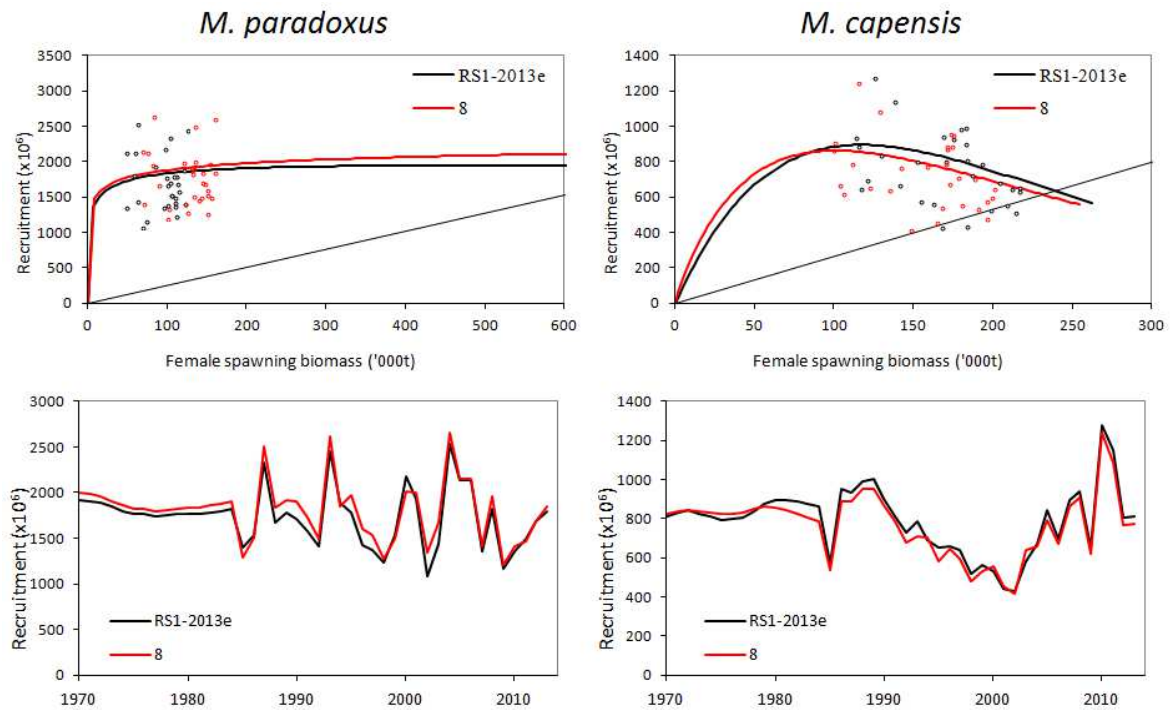 M. paradoxus
Recruitment (x10⁶)
3500
3000
2500
2000
1500
1000
500
0
RS1-2013e
8
0 100 200 300 400 500 600
Female spawning biomass ('000t)
M. capensis
Recruitment (x10⁶)
1400
1200
1000
800
600
400
200
0
RS1-2013e
8
0 50 100 150 200 250 300
Female spawning biomass ('000t)
Recruitment (x10⁶)
3000
2500
2000
1500
1000
500
0
RS1-2013e
8
1970 1980 1990 2000 2010
Recruitment (x10⁶)
1400
1200
1000
800
600
400
200
0
RS1-2013e
8
1970 1980 1990 2000 2010